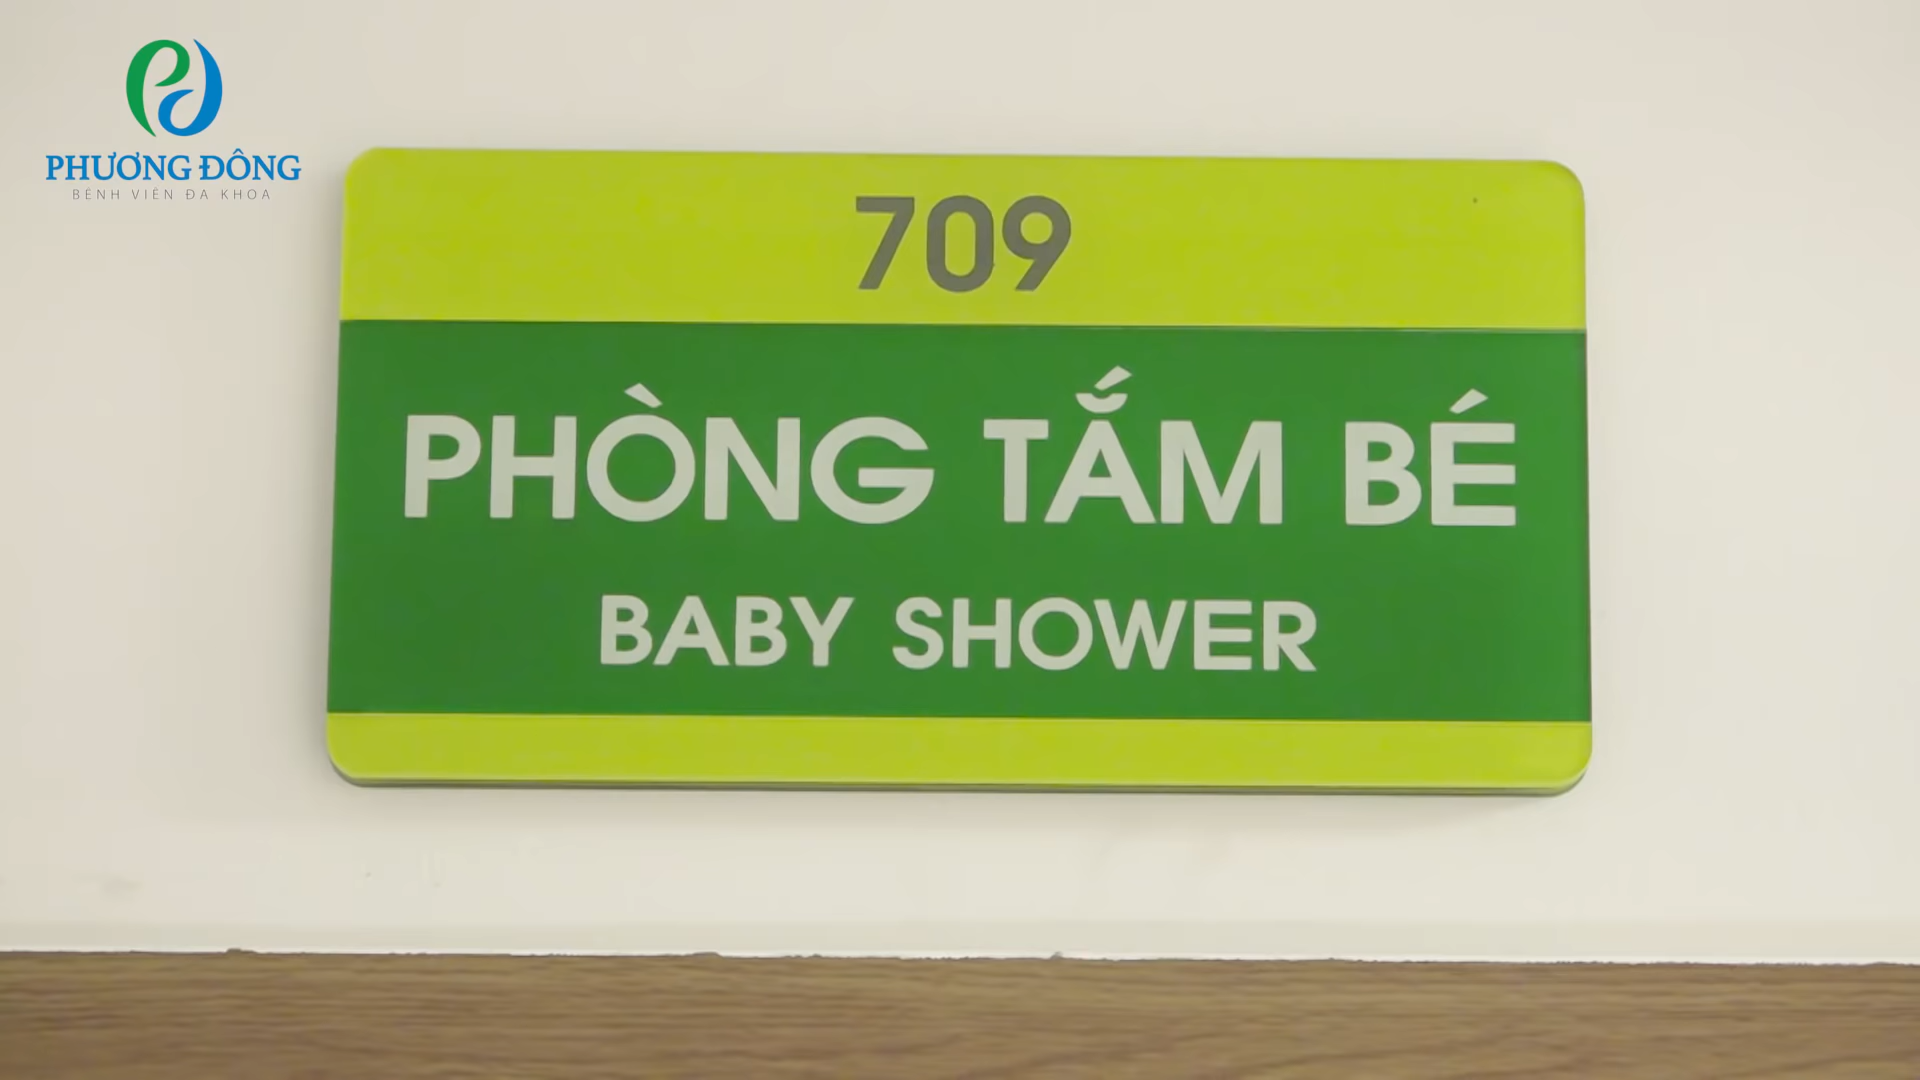 PHƯƠNG ĐÔNG
BỆNH VIỆN ĐA KHOA
709
PHÒNG TẮM BÉ
BABY SHOWER